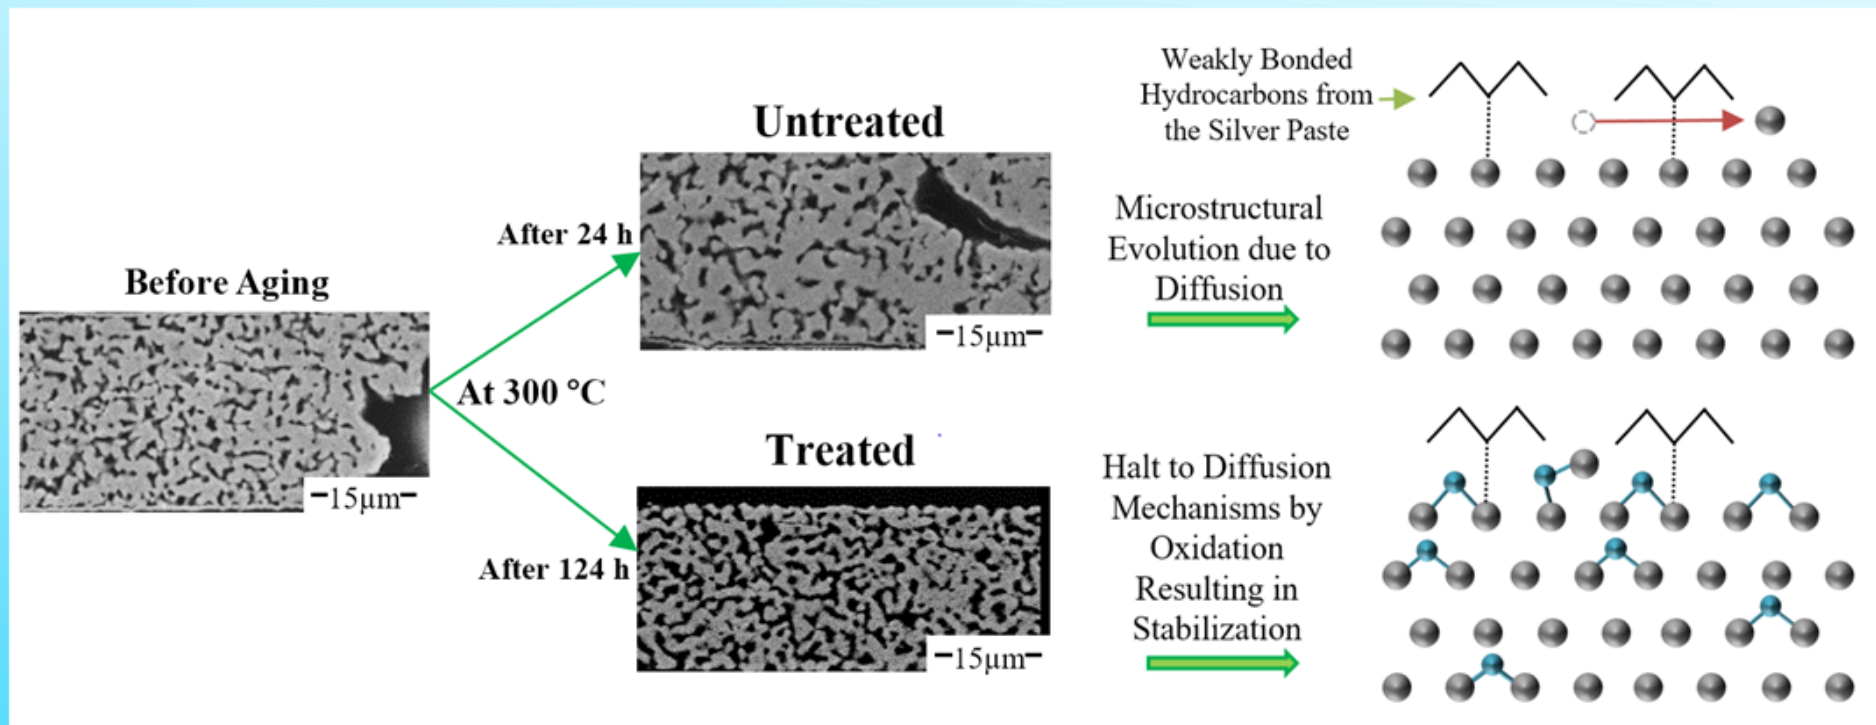 Before Aging
15µm
After 24 h
At 300 °C
After 124 h
Untreated
15µm
Treated
15µm
Weakly Bonded
Hydrocarbons from
the Silver Paste
Microstructural
Evolution due to
Diffusion
Halt to Diffusion
Mechanisms by
Oxidation
Resulting in
Stabilization